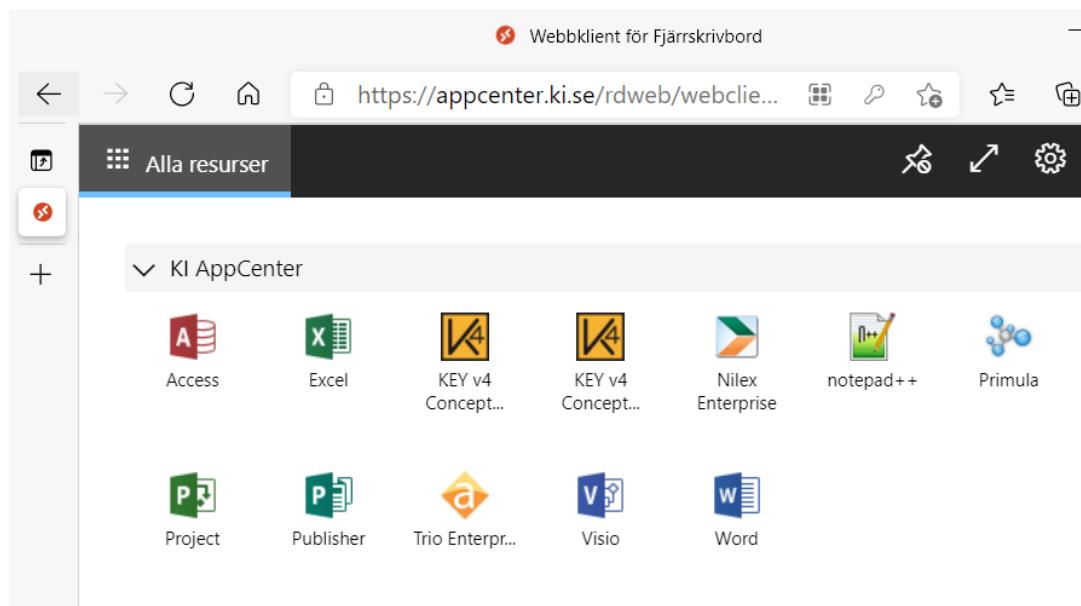 Webbklient för Fjärrskrivbord
https://appcenter.ki.se/rdweb/webclie...
Alla resurser
KI AppCenter
Access
Excel
KEY v4
Concept...
KEY v4
Concept...
Nilex
Enterprise
notepad++
Primula
Project
Publisher
Trio Enterpr...
Visio
Word